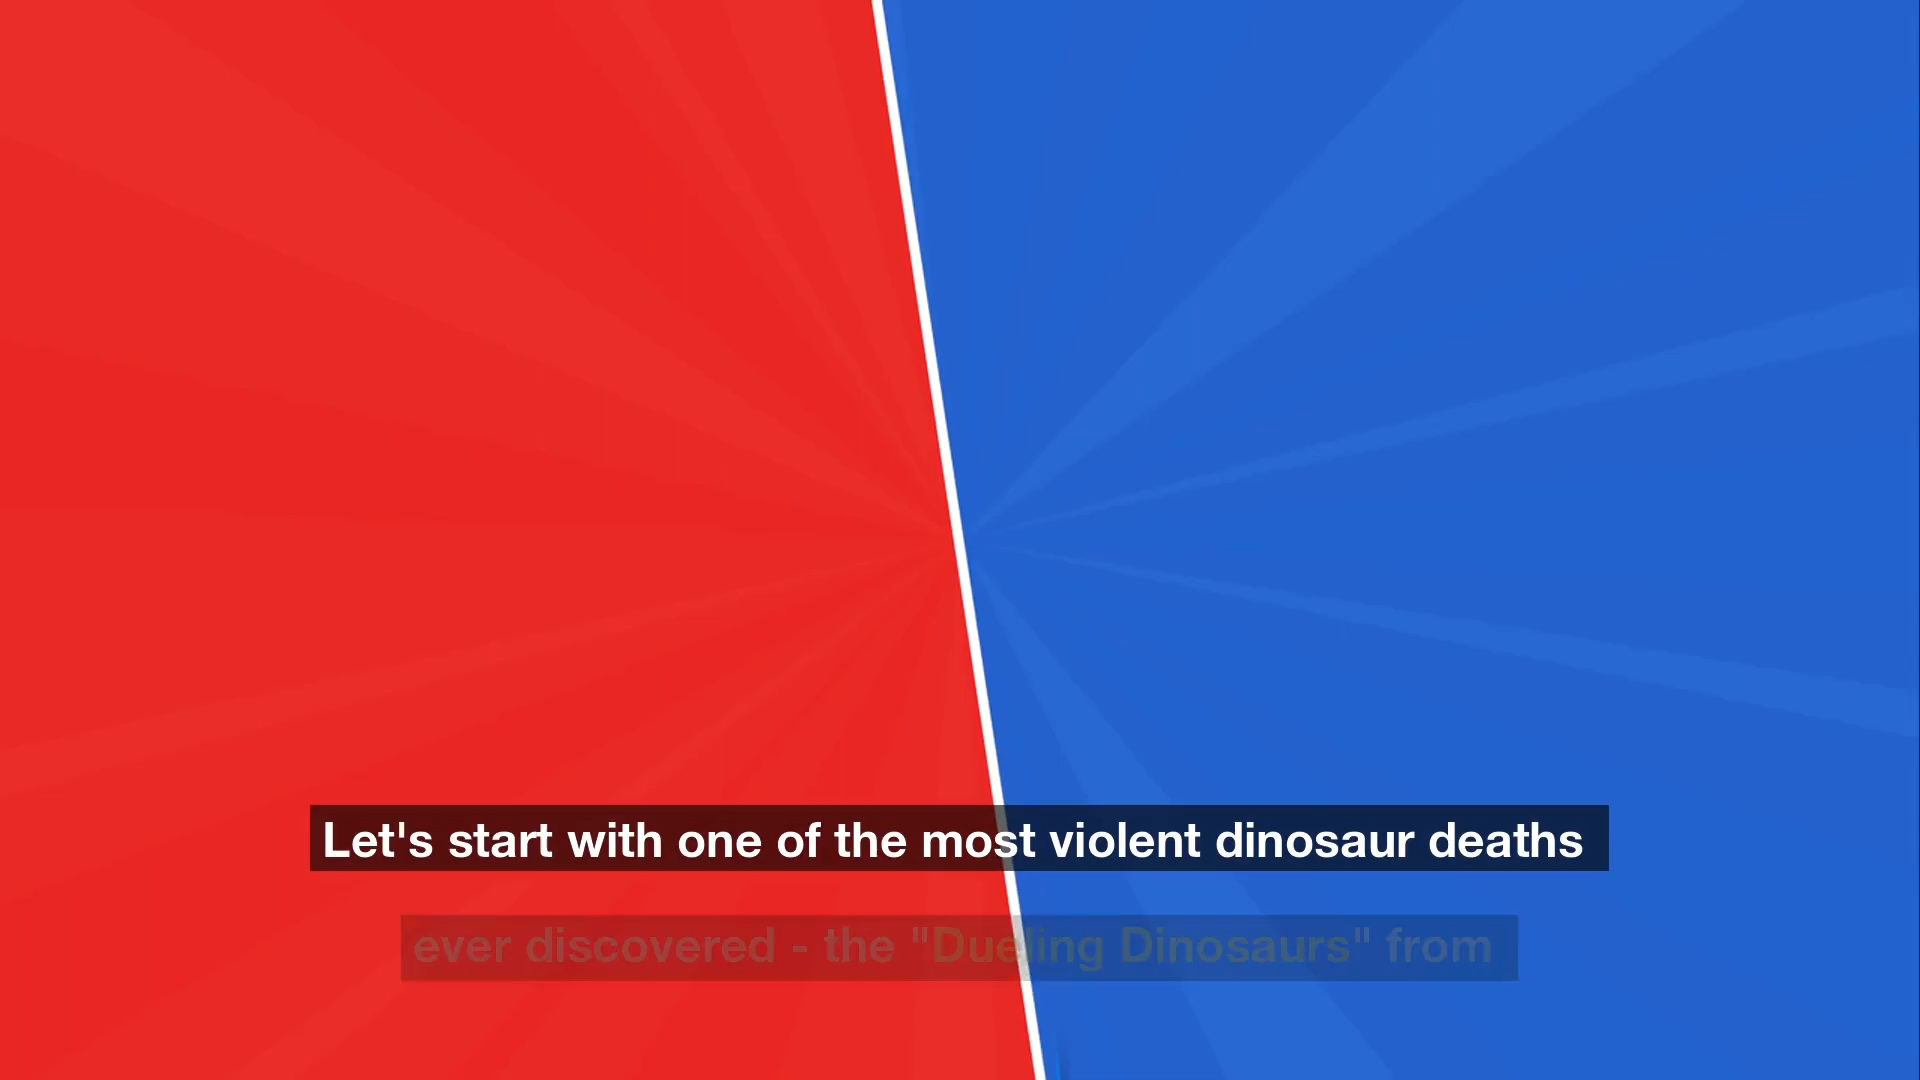 Let's start with one of the most violent dinosaur deaths
ever discovered - the "Dueling Dinosaurs" from